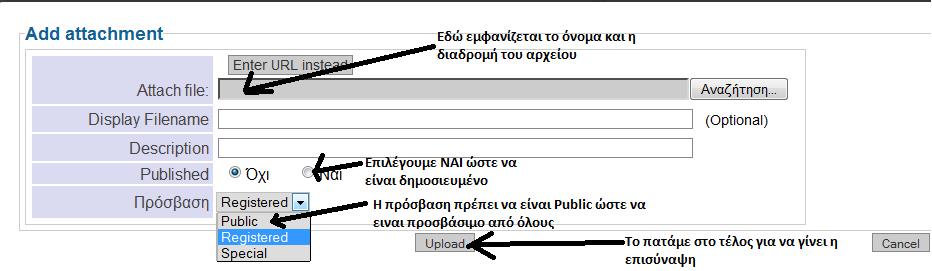 Add attachment
Εδώ εμφανίζεται το όνομα και η
διαδρομή του αρχείου
Enter URL instead
Attach file:
Αναζήτηση...
Display Filename
(Optional)
Description
Published
Όχι
Ναι
Επιλέγουμε ΝΑΙ ώστε να
είναι δημοσιευμένο
Πρόσβαση
Registered
Public
Registered
Special
Η πρόσβαση πρέπει να είναι Public ώστε να
ειναι προσβάσιμο από όλους
Upload
Το πατάμε στο τέλος για να γίνει η
επισύναψη
Cancel